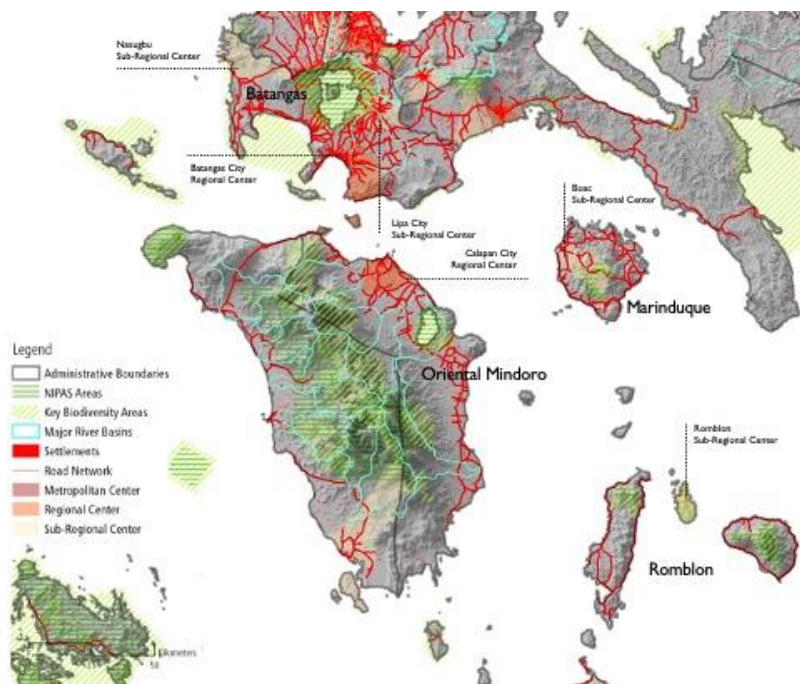 Nasugbu
Sub-Regional Center
Batangas
Batangas City
Regional Center
Lipa City
Sub-Regional Center
Calapan City
Regional Center
Boac
Sub-Regional Center
Marinduque
Oriental Mindoro
Romblon
Sub-Regional Center
Romblon
Legend
Administrative Boundaries
NIPAS Areas
Key Biodiversity Areas
Major River Basins
Settlements
Road Network
Metropolitan Center
Regional Center
Sub-Regional Center
Kilometers
50